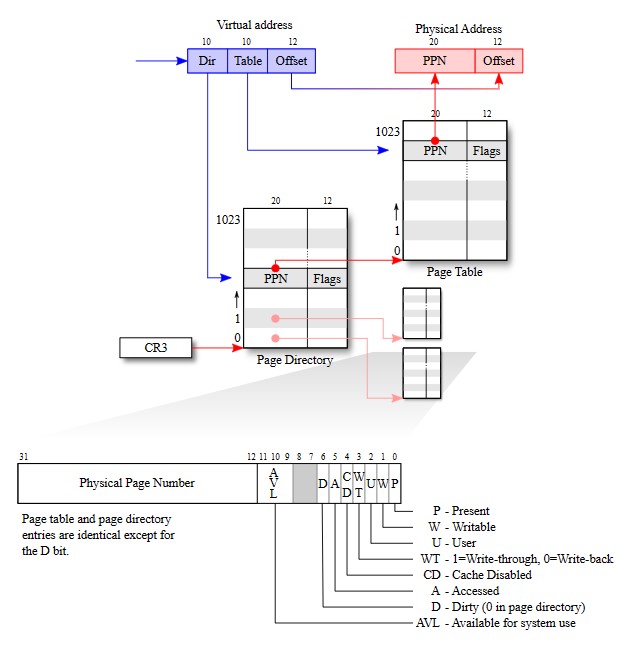 Virtual address
10 10 12
Dir Table Offset
Physical Address
20 12
PPN Offset
20 12
1023
PPN Flags
1
0
Page Table
20 12
1023
PPN Flags
1
0
CR3
Page Directory
31 12 11 10 9 8 7 6 5 4 3 2 1 0
Physical Page Number
A
V
L
D A C
D
W
T
U W P
Page table and page directory
entries are identical except for
the D bit.
P - Present
W - Writable
U - User
WT - 1=Write-through, 0=Write-back
CD - Cache Disabled
A - Accessed
D - Dirty (0 in page directory)
AVL - Available for system use